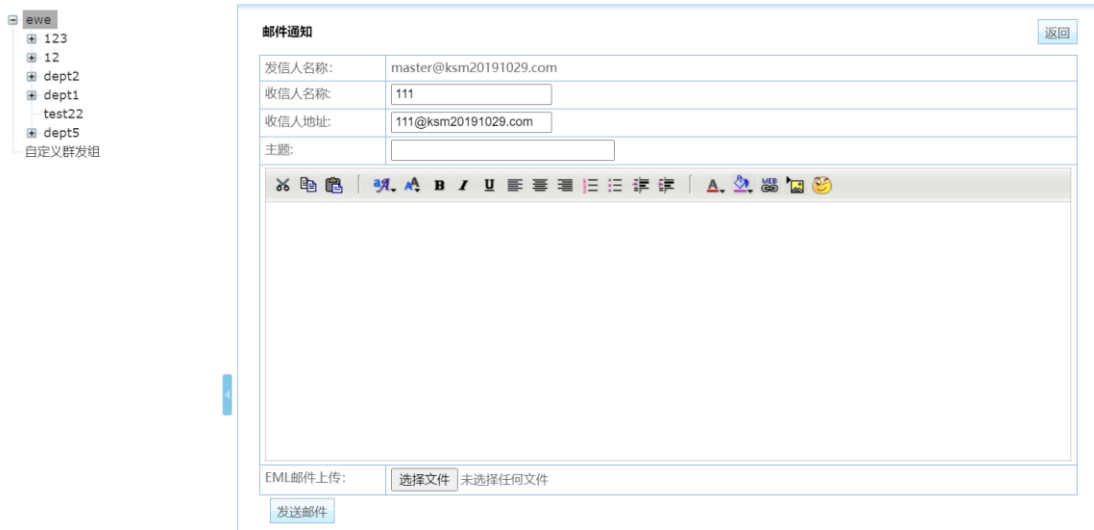 ewe
123
12
dept2
dept1
test22
dept5
自定义群发组
邮件通知
返回
发信人名称:
master@ksm20191029.com
收信人名称:
111
收信人地址:
111@ksm20191029.com
主题:
B I U
A
WEB
EML邮件上传:
选择文件 未选择任何文件
发送邮件